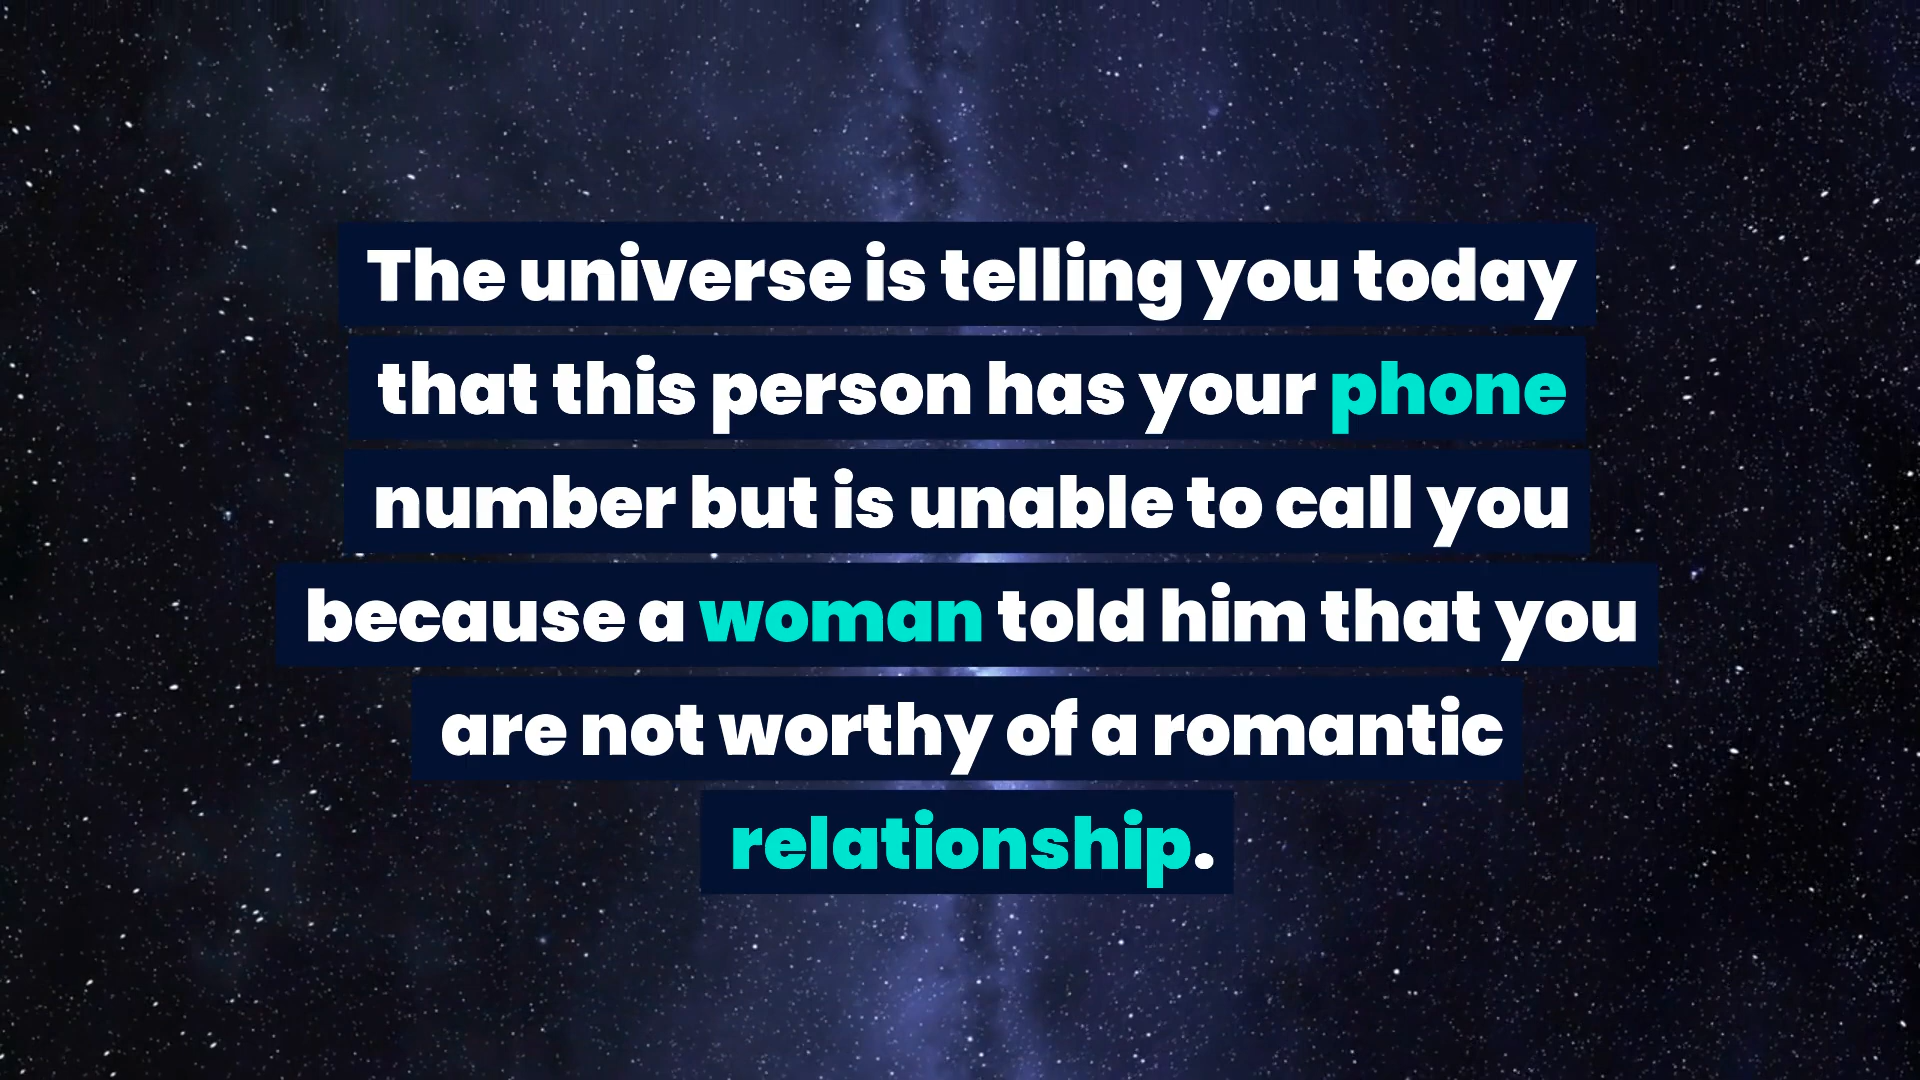 The universe is telling you today
that this person has your phone
number but is unable to call you
because a woman told him that you
are not worthy of a romantic
relationship.